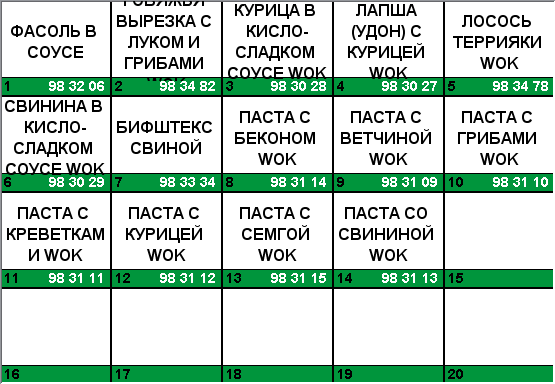 ФАСОЛЬ В
СОУСЕ
1 98 32 06
ГОВЯЖЬЯ
ВЫРЕЗКА С
ЛУКОМ И
ГРИБАМИ
WOK
2 98 34 82
КУРИЦА В
КИСЛО-
СЛАДКОМ
СОУСЕ WOK
3 98 30 28
ЛАПША
(УДОН) С
КУРИЦЕЙ
WOK
4 98 30 27
ЛОСОСЬ
ТЕРРИЯКИ
WOK
5 98 34 78
СВИНИНА В
КИСЛО-
СЛАДКОМ
СОУСЕ WOK
6 98 30 29
БИФШТЕКС
СВИНОЙ
7 98 33 34
ПАСТА С
БЕКОНОМ
WOK
8 98 31 14
ПАСТА С
ВЕТЧИНОЙ
WOK
9 98 31 09
ПАСТА С
ГРИБАМИ
WOK
10 98 31 10
ПАСТА С
КРЕВЕТКАМ
И WOK
11 98 31 11
ПАСТА С
КУРИЦЕЙ
WOK
12 98 31 12
ПАСТА С
СЕМГОЙ
WOK
13 98 31 15
ПАСТА СО
СВИНИНОЙ
WOK
14 98 31 13
15
16
17
18
19
20